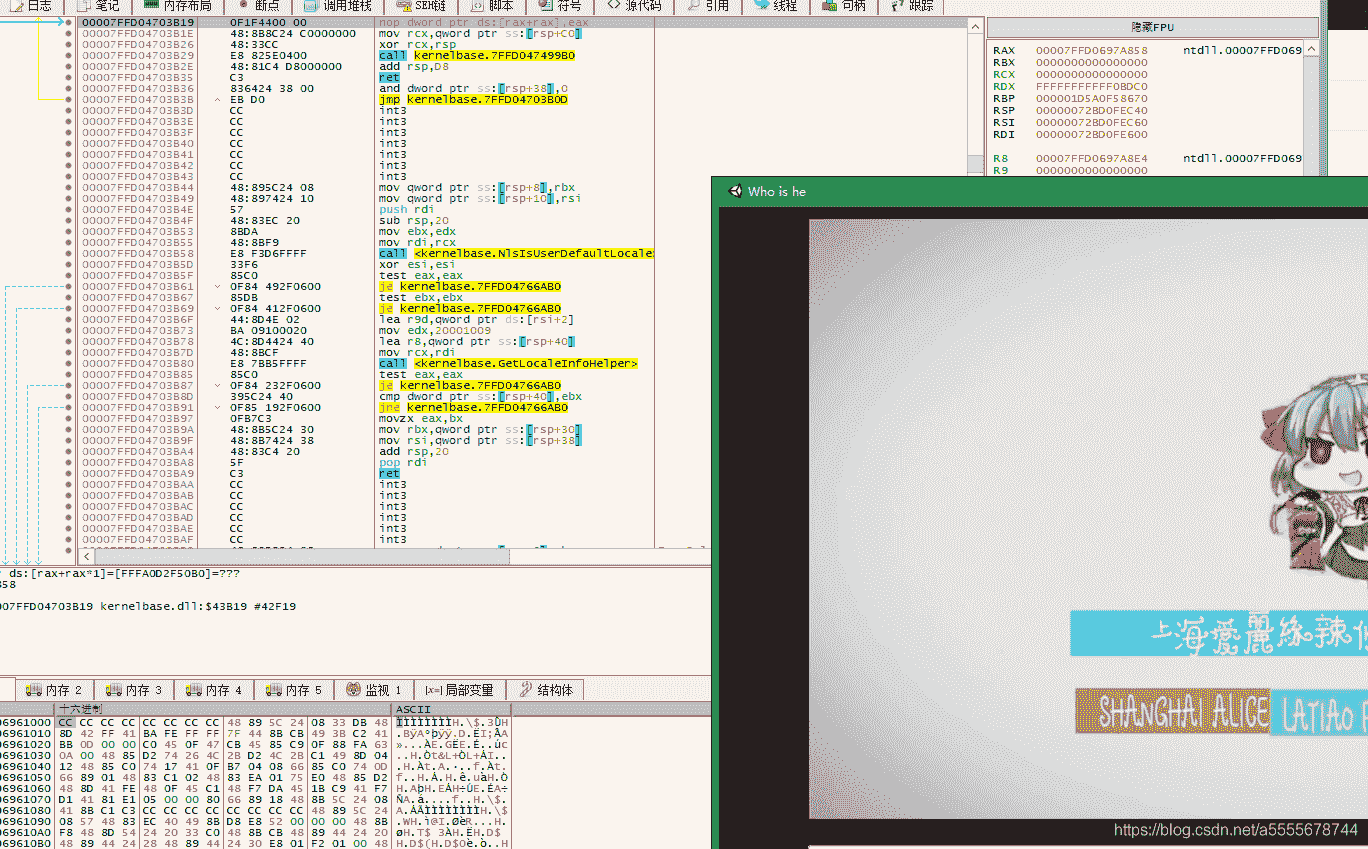 日志 笔记 内存布局 断点 调用堆栈 SEH链 脚本 符号 源代码 引用 线程 跟踪
00007FFD04703B19 0F1F4400 00 nop dword ptr ds:[rax+rax],eax
00007FFD04703B1E 48:8B8C24 C0000000 mov rcx,qword ptr ss:[rsp+C0]
00007FFD04703B26 48:33CC xor rcx,rsp
00007FFD04703B29 E8 825E0400 call kernelbase.7FFD047499B0
00007FFD04703B2E 48:81C4 D8000000 add rsp,D8
00007FFD04703B35 C3 ret
00007FFD04703B36 836424 38 00 and dword ptr ss:[rsp+38],0
00007FFD04703B3B EB D0 jmp kernelbase.7FFD04703B0D
00007FFD04703B3D CC int3
00007FFD04703B3E CC int3
00007FFD04703B3F CC int3
00007FFD04703B40 CC int3
00007FFD04703B41 CC int3
00007FFD04703B42 CC int3
00007FFD04703B43 CC int3
00007FFD04703B44 48:895C24 08 mov qword ptr ss:[rsp+8],rbx
00007FFD04703B49 48:897424 10 mov qword ptr ss:[rsp+10],rsi
00007FFD04703B4E 57 push rdi
00007FFD04703B4F 48:83EC 20 sub rsp,20
00007FFD04703B53 8BDA mov ebx,edx
00007FFD04703B55 48:8BF9 mov rdi,rcx
00007FFD04703B58 E8 F3D6FFFF call <kernelbase.NlsIsUserDefaultLocale>
00007FFD04703B5D 33F6 xor esi,esi
00007FFD04703B5F 85C0 test eax,eax
00007FFD04703B61 0F84 492F0600 je kernelbase.7FFD04766AB0
00007FFD04703B67 85DB test ebx,ebx
00007FFD04703B69 0F84 412F0600 je kernelbase.7FFD04766AB0
00007FFD04703B6F 44:8D4E 02 lea r9d,qword ptr ds:[rsi+2]
00007FFD04703B73 BA 09100020 mov edx,20001009
00007FFD04703B78 4C:8D4424 40 lea r8,qword ptr ss:[rsp+40]
00007FFD04703B7D 48:8BCF mov rcx,rdi
00007FFD04703B80 E8 7BB5FFFF call <kernelbase.GetLocaleInfoHelper>
00007FFD04703B85 85C0 test eax,eax
00007FFD04703B87 0F84 232F0600 je kernelbase.7FFD04766AB0
00007FFD04703B8D 395C24 40 cmp dword ptr ss:[rsp+40],ebx
00007FFD04703B91 0F85 192F0600 jne kernelbase.7FFD04766AB0
00007FFD04703B97 0FB7C3 movzx eax,bx
00007FFD04703B9A 48:8B5C24 30 mov rbx,qword ptr ss:[rsp+30]
00007FFD04703B9F 48:8B7424 38 mov rsi,qword ptr ss:[rsp+38]
00007FFD04703BA4 48:83C4 20 add rsp,20
00007FFD04703BA8 5F pop rdi
00007FFD04703BA9 C3 ret
00007FFD04703BAA CC int3
00007FFD04703BAB CC int3
00007FFD04703BAC CC int3
00007FFD04703BAD CC int3
00007FFD04703BAE CC int3
00007FFD04703BAF CC int3
隐藏FPU
RAX 00007FFD0697A858 ntdll.00007FFD069
RBX 0000000000000000
RCX 0000000000000000
RDX FFFFFFFFFFF0BDC0
RBP 000001D5A0F58670
RSP 00000072BD0FEC40
RSI 00000072BD0FEC60
RDI 00000072BD0FE600
R8 00007FFD0697A8E4 ntdll.00007FFD069
R9 0000000000000000
Who is he
上海爱麗絲辣
SHANGHAI ALICE LATIAO
ds:[rax+rax*1]=[FFFA0D2F50B0]=???
858
007FFD04703B19 kernelbase.dll:$43B19 #42F19
内存 2 内存 3 内存 4 内存 5 监视 1 局部变量 结构体
十六进制 ASCII
06961000 CC CC CC CC CC CC CC CC 48 89 5C 24 08 33 DB 48
06961010 8D 42 FF 41 BA FE FF FF 7F 44 8B CB 49 3B C2 41
06961020 BB 0D 00 00 C0 45 0F 47 CB 45 85 C9 0F 88 FA 63
06961030 0A 00 48 85 D2 74 26 4C 2B D2 4C 2B C1 49 8D 04
06961040 12 48 85 C0 74 17 41 0F B7 04 08 66 85 C0 74 0D
06961050 66 89 01 48 83 C1 02 48 83 EA 01 75 E0 48 85 D2
06961060 48 8D 41 FE 48 0F 45 C1 48 F7 DA 45 1B C9 41 F7
06961070 D1 41 81 E1 05 00 00 80 66 89 18 48 8B 5C 24 08
06961080 41 8B C1 C3 CC CC CC CC CC CC CC CC 48 89 5C 24
06961090 08 57 48 83 EC 40 48 8B D8 E8 52 00 00 00 48 8B
069610A0 F8 48 8D 54 24 20 33 C0 48 8B CB 48 89 44 24 20
069610B0 48 89 44 24 28 48 89 44 24 30 E8 01 F2 01 00 48
https://blog.csdn.net/a5555678744